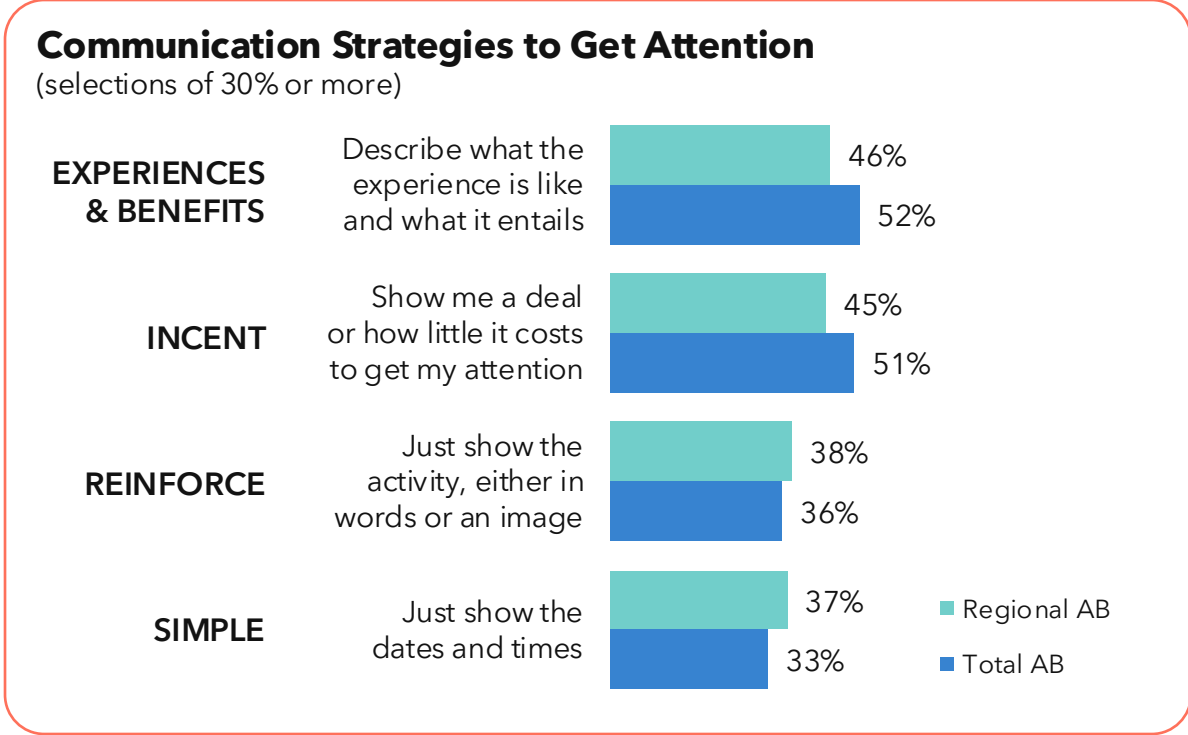 Communication Strategies to Get Attention
(selections of 30% or more)
EXPERIENCES
& BENEFITS
Describe what the
experience is like
and what it entails
46%
52%
INCENT
Show me a deal
or how little it costs
to get my attention
45%
51%
REINFORCE
Just show the
activity, either in
words or an image
38%
36%
SIMPLE
Just show the
dates and times
37%
33%
Regional AB
Total AB